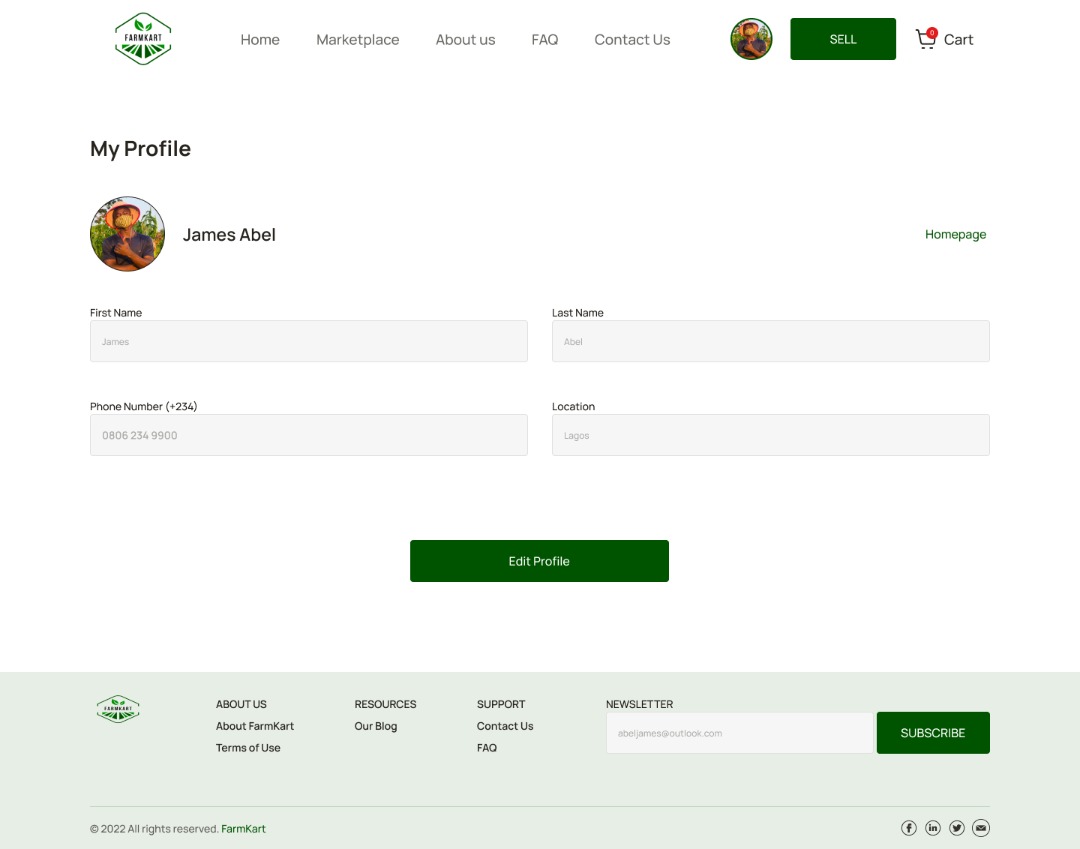 FARMKART
Home Marketplace About us FAQ Contact Us SELL 0 Cart
My Profile
James Abel Homepage
First Name Last Name
James Abel
Phone Number (+234) Location
0806 234 9900 Lagos
Edit Profile
FARMKART
ABOUT US RESOURCES SUPPORT NEWSLETTER
About FarmKart Our Blog Contact Us abeljames@outlook.com SUBSCRIBE
Terms of Use FAQ
© 2022 All rights reserved. FarmKart